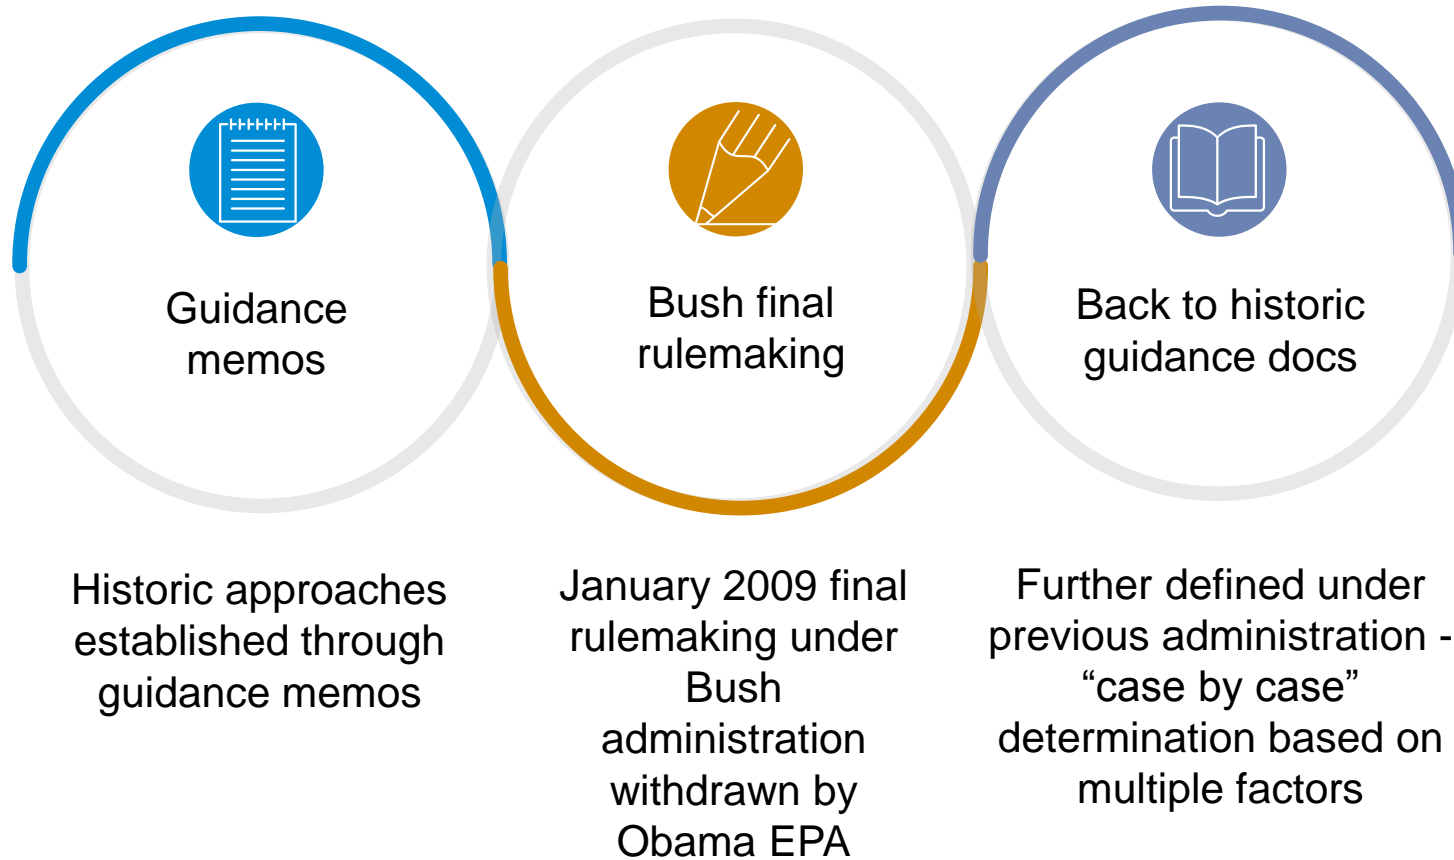 Guidance
memos
Bush final
rulemaking
Back to historic
guidance docs
Historic approaches
established through
guidance memos
January 2009 final
rulemaking under
Bush
administration
withdrawn by
Obama EPA
Further defined under
previous administration -
“case by case”
determination based on
multiple factors